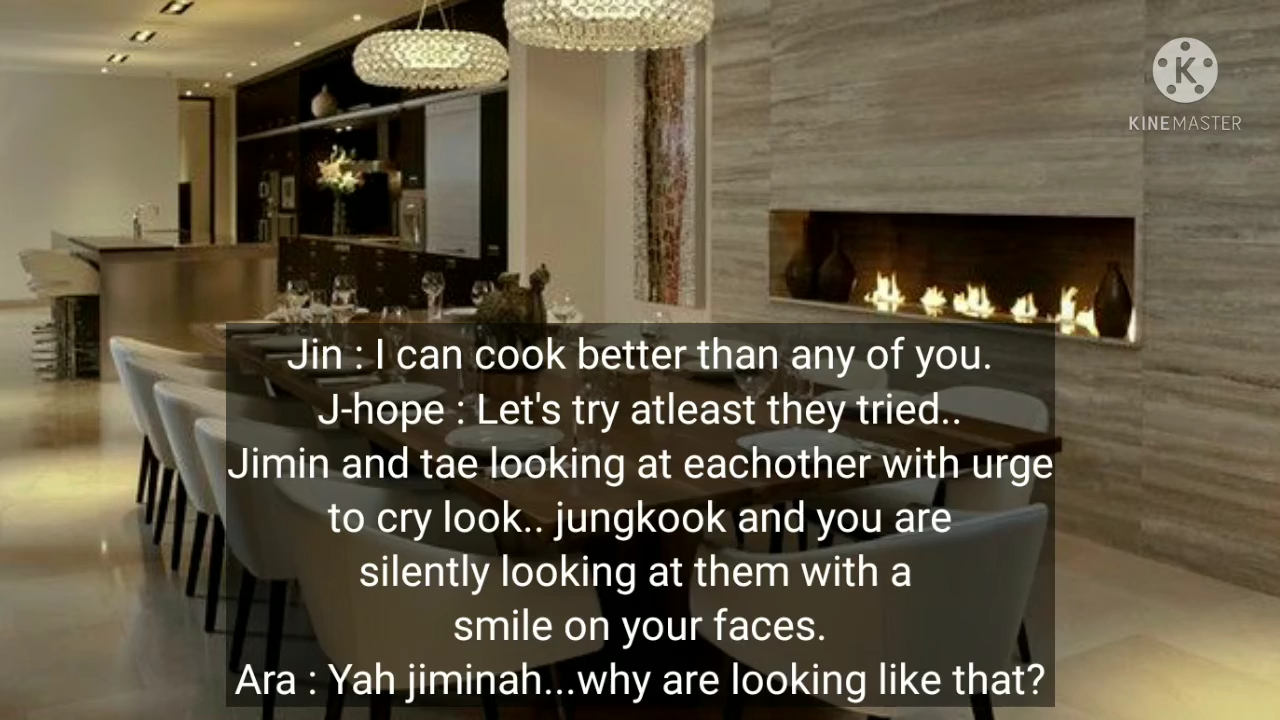 KINEMASTER
Jin : I can cook better than any of you.
J-hope : Let's try atleast they tried..
Jimin and tae looking at eachother with urge
to cry look.. jungkook and you are
silently looking at them with a
smile on your faces.
Ara : Yah jiminah...why are looking like that?